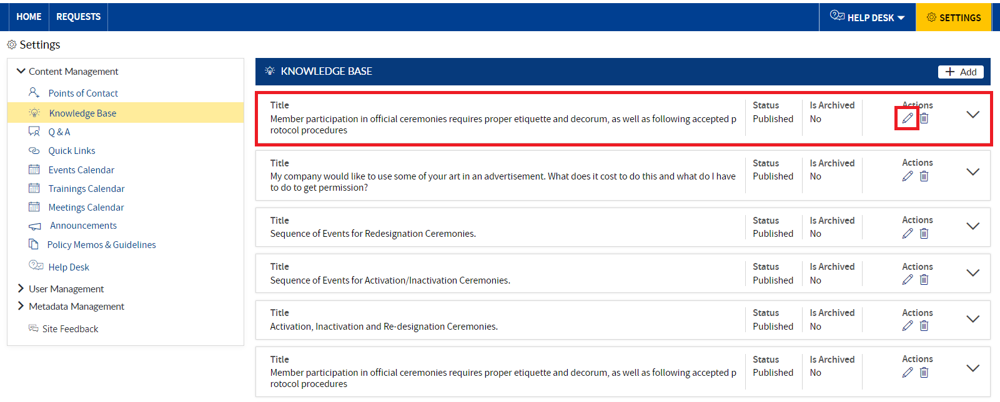 HOME REQUESTS HELP DESK SETTINGS
Settings
Content Management
Points of Contact
Knowledge Base
Q & A
Quick Links
Events Calendar
Trainings Calendar
Meetings Calendar
Announcements
Policy Memos & Guidelines
Help Desk
User Management
Metadata Management
Site Feedback
KNOWLEDGE BASE + Add
Title Status Is Archived Actions
Member participation in official ceremonies requires proper etiquette and decorum, as well as following accepted p Published No
rotocol procedures
Title Status Is Archived Actions
My company would like to use some of your art in an advertisement. What does it cost to do this and what do I have Published No
to do to get permission?
Title Status Is Archived Actions
Sequence of Events for Redesignation Ceremonies. Published No
Title Status Is Archived Actions
Sequence of Events for Activation/Inactivation Ceremonies. Published No
Title Status Is Archived Actions
Activation, Inactivation and Re-designation Ceremonies. Published No
Title Status Is Archived Actions
Member participation in official ceremonies requires proper etiquette and decorum, as well as following accepted p Published No
rotocol procedures